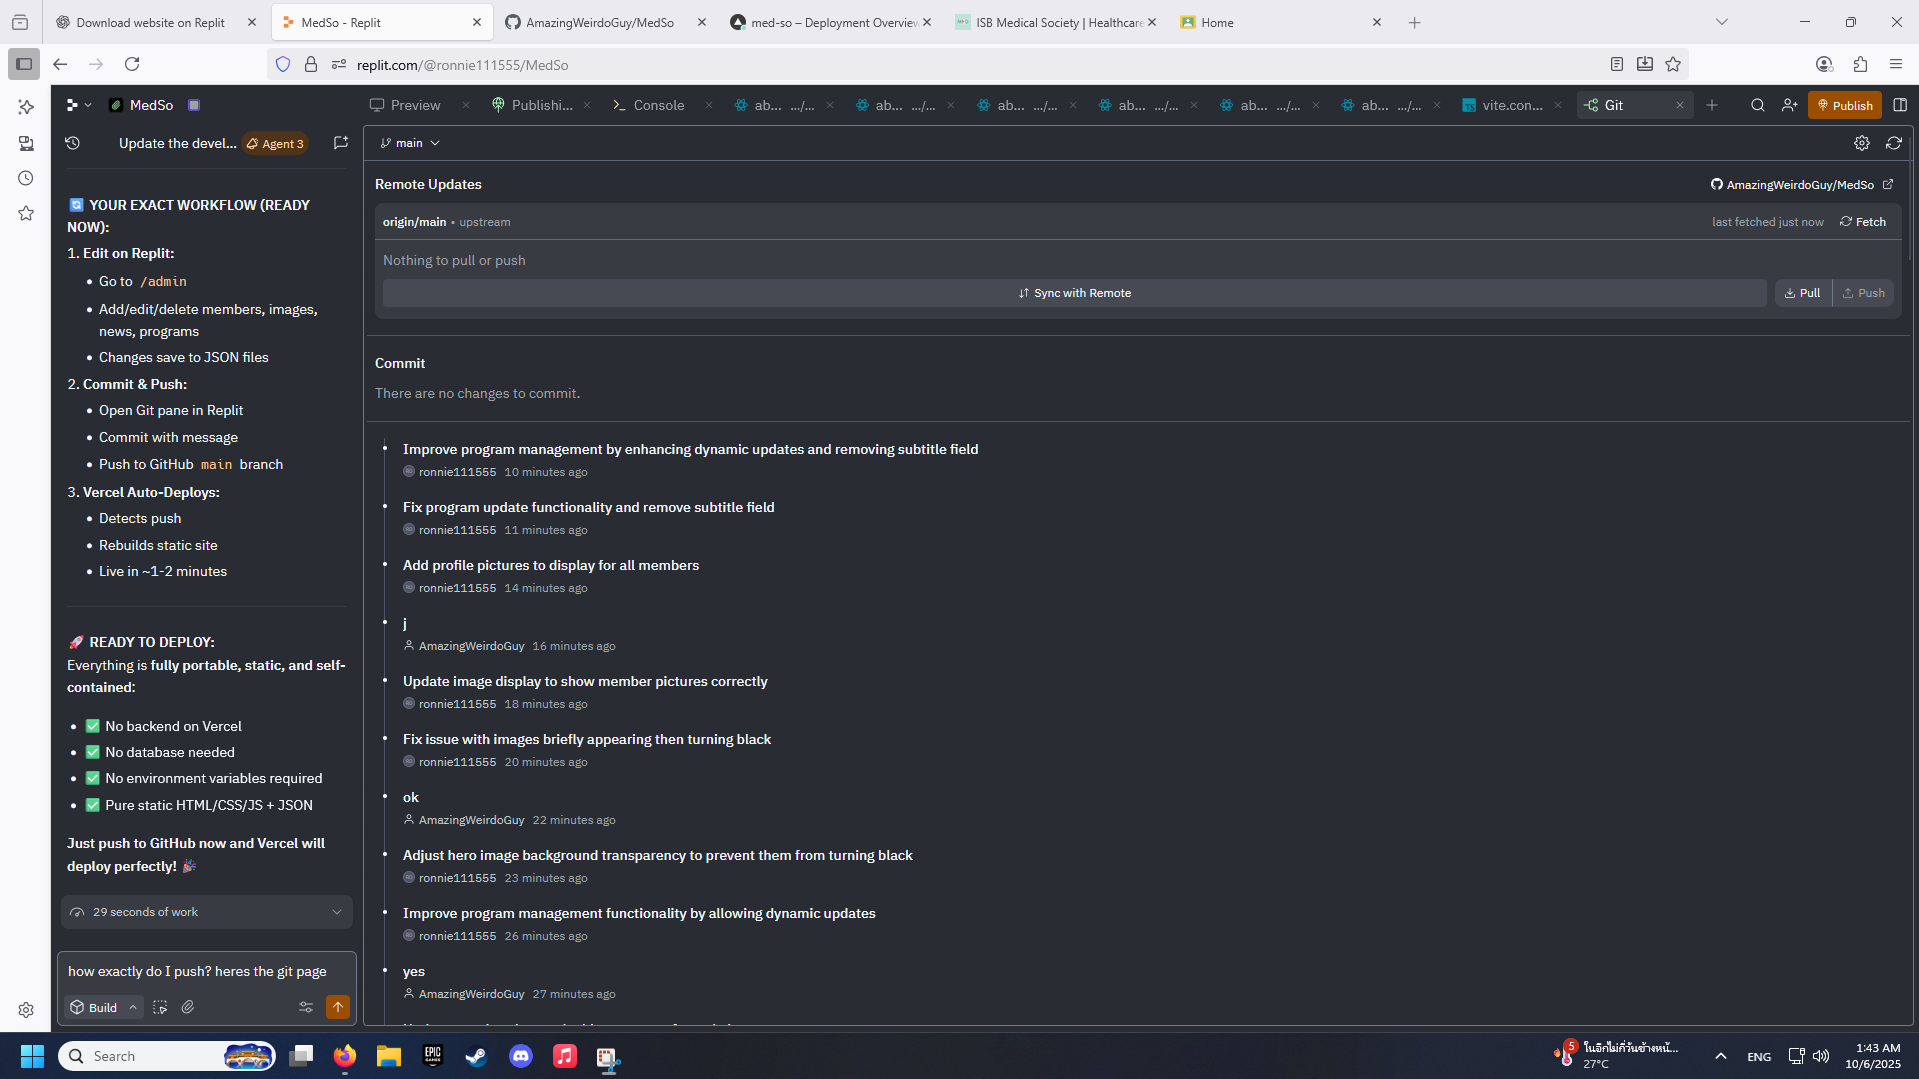 Download website on Replit
MedSo - Replit
AmazingWeirdoGuy/MedSo
med-so – Deployment Overview
ISB Medical Society | Healthcare
Home
replit.com/@ronnie111555/MedSo
MedSo
Preview
Publishi...
Console
ab... .../...
ab... .../...
ab... .../...
ab... .../...
ab... .../...
ab... .../...
TS vite.con...
Git
Publish
Update the devel...
Agent 3
main
🔄 YOUR EXACT WORKFLOW (READY
NOW):
1. Edit on Replit:
• Go to /admin
• Add/edit/delete members, images,
news, programs
• Changes save to JSON files
2. Commit & Push:
• Open Git pane in Replit
• Commit with message
• Push to GitHub main branch
3. Vercel Auto-Deploys:
• Detects push
• Rebuilds static site
• Live in ~1-2 minutes
🚀 READY TO DEPLOY:
Everything is fully portable, static, and self-
contained:
• ✅ No backend on Vercel
• ✅ No database needed
• ✅ No environment variables required
• ✅ Pure static HTML/CSS/JS + JSON
Just push to GitHub now and Vercel will
deploy perfectly! 🎉
29 seconds of work
how exactly do I push? heres the git page
Build
Remote Updates
AmazingWeirdoGuy/MedSo
origin/main • upstream
last fetched just now
Fetch
Nothing to pull or push
Sync with Remote
Pull
Push
Commit
There are no changes to commit.
Improve program management by enhancing dynamic updates and removing subtitle field
ronnie111555 10 minutes ago
Fix program update functionality and remove subtitle field
ronnie111555 11 minutes ago
Add profile pictures to display for all members
ronnie111555 14 minutes ago
j
AmazingWeirdoGuy 16 minutes ago
Update image display to show member pictures correctly
ronnie111555 18 minutes ago
Fix issue with images briefly appearing then turning black
ronnie111555 20 minutes ago
ok
AmazingWeirdoGuy 22 minutes ago
Adjust hero image background transparency to prevent them from turning black
ronnie111555 23 minutes ago
Improve program management functionality by allowing dynamic updates
ronnie111555 26 minutes ago
yes
AmazingWeirdoGuy 27 minutes ago
Search
EPIC
GAMES
5
ในอีกไม่กี่วันข้างหน้...
27°C
ENG
1:43 AM
10/6/2025